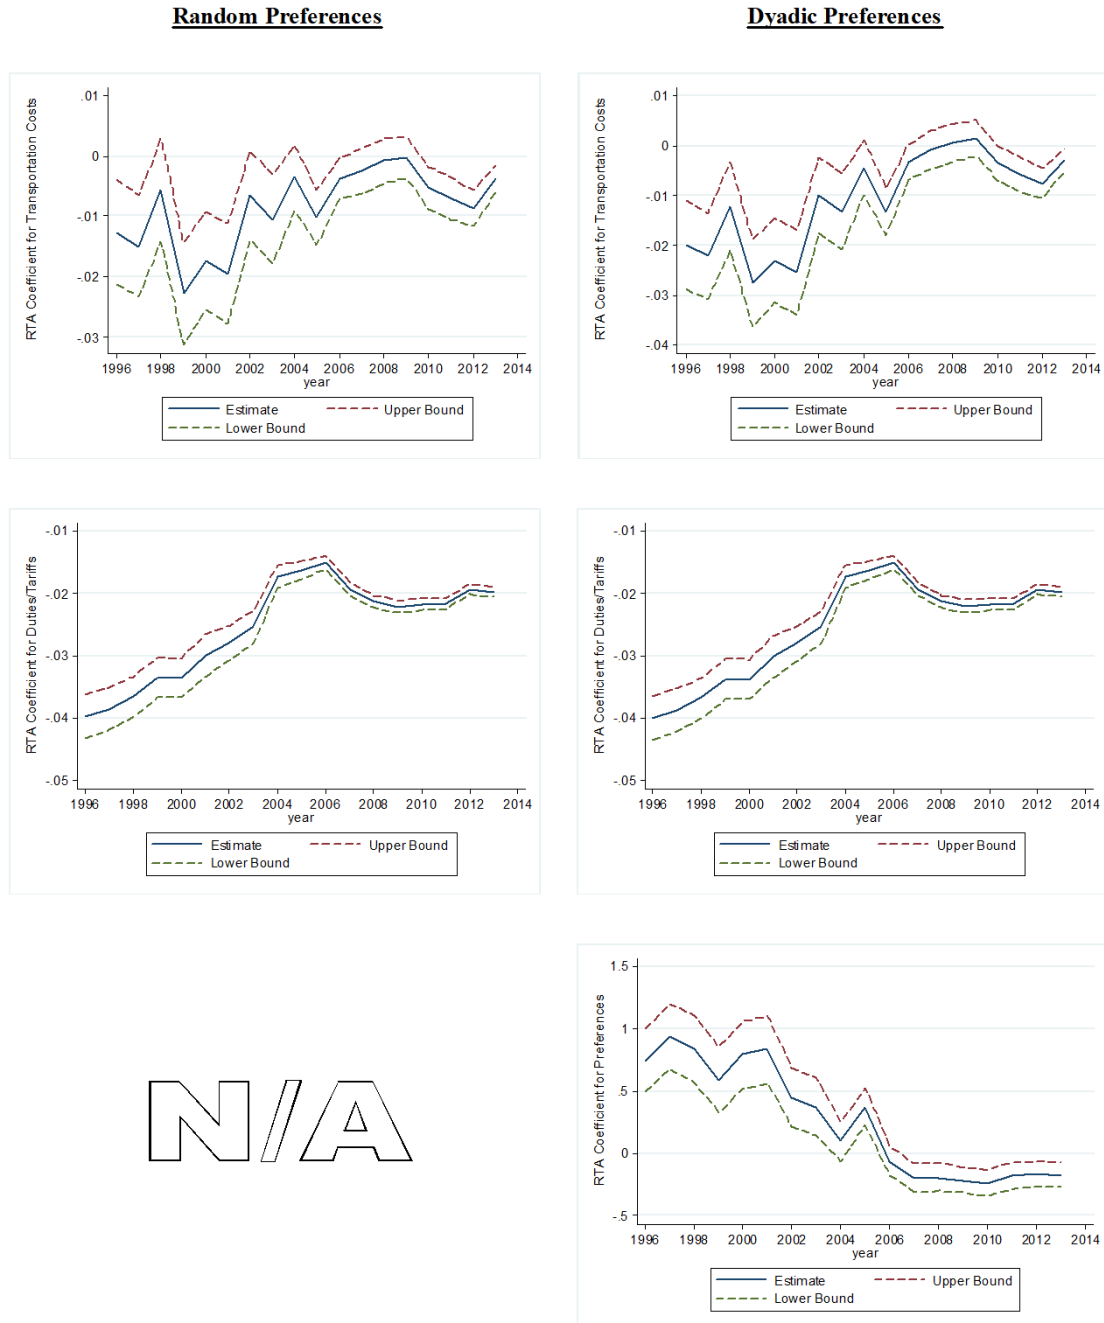 Random Preferences
Dyadic Preferences
RTA Coefficient for Transportation Costs
.01
0
-.01
-.02
-.03
1996 1998 2000 2002 2004 2006 2008 2010 2012 2014
year
Estimate Upper Bound
Lower Bound
RTA Coefficient for Transportation Costs
.01
0
-.01
-.02
-.03
-.04
1996 1998 2000 2002 2004 2006 2008 2010 2012 2014
year
Estimate Upper Bound
Lower Bound
RTA Coefficient for Duties/Tariffs
-.01
-.02
-.03
-.04
-.05
1996 1998 2000 2002 2004 2006 2008 2010 2012 2014
year
Estimate Upper Bound
Lower Bound
RTA Coefficient for Duties/Tariffs
-.01
-.02
-.03
-.04
-.05
1996 1998 2000 2002 2004 2006 2008 2010 2012 2014
year
Estimate Upper Bound
Lower Bound
N/A
RTA Coefficient for Preferences
1.5
1
.5
0
-.5
1996 1998 2000 2002 2004 2006 2008 2010 2012 2014
year
Estimate Upper Bound
Lower Bound